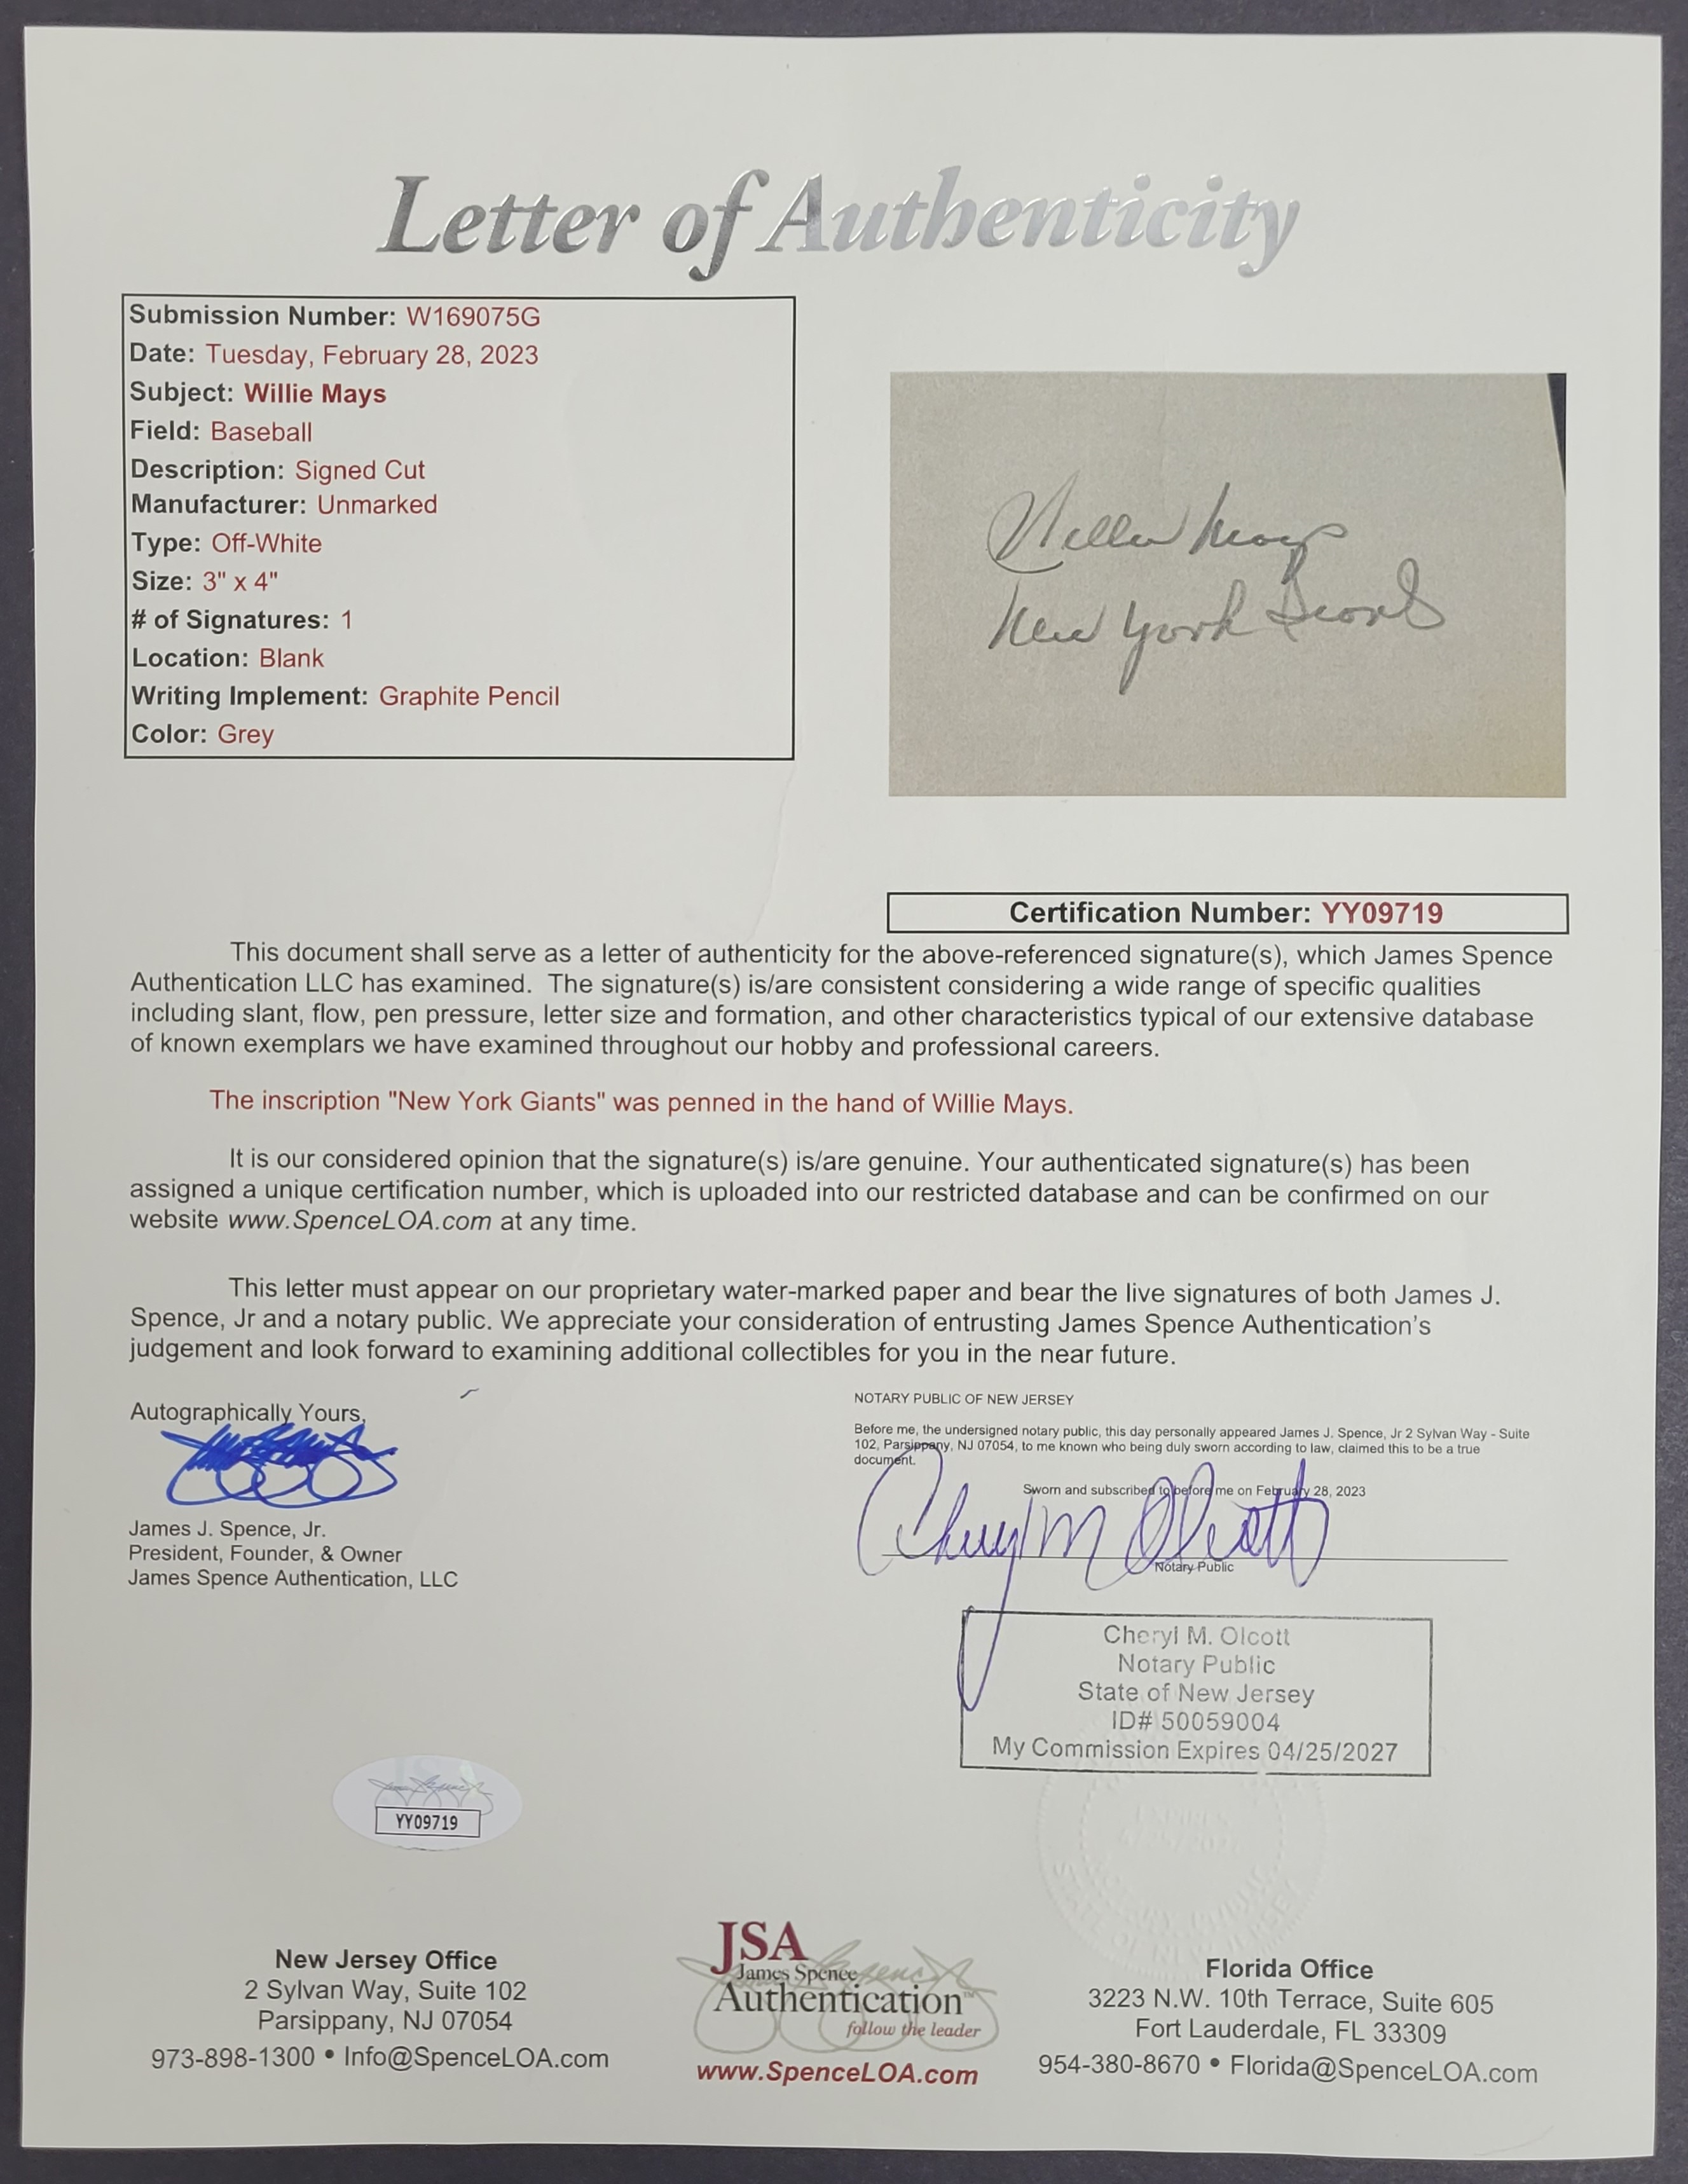 Letter of Authenticity
Submission Number: W169075G
Date: Tuesday, February 28, 2023
Subject: Willie Mays
Field: Baseball
Description: Signed Cut
Manufacturer: Unmarked
Type: Off-White
Size: 3" x 4"
# of Signatures: 1
Location: Blank
Writing Implement: Graphite Pencil
Color: Grey
Willie Mays
New York Giants
Certification Number: YY09719
This document shall serve as a letter of authenticity for the above-referenced signature(s), which James Spence
Authentication LLC has examined. The signature(s) is/are consistent considering a wide range of specific qualities
including slant, flow, pen pressure, letter size and formation, and other characteristics typical of our extensive database
of known exemplars we have examined throughout our hobby and professional careers.
The inscription "New York Giants" was penned in the hand of Willie Mays.
It is our considered opinion that the signature(s) is/are genuine. Your authenticated signature(s) has been
assigned a unique certification number, which is uploaded into our restricted database and can be confirmed on our
website www.SpenceLOA.com at any time.
This letter must appear on our proprietary water-marked paper and bear the live signatures of both James J.
Spence, Jr and a notary public. We appreciate your consideration of entrusting James Spence Authentication's
judgement and look forward to examining additional collectibles for you in the near future.
Autographically Yours,
James J. Spence, Jr.
President, Founder, & Owner
James Spence Authentication, LLC
NOTARY PUBLIC OF NEW JERSEY
Before me, the undersigned notary public, this day personally appeared James J. Spence, Jr 2 Sylvan Way - Suite
102, Parsippany, NJ 07054, to me known who being duly sworn according to law, claimed this to be a true
document.
Sworn and subscribed to before me on February 28, 2023
Cheryl M Olcott
Notary Public
Cheryl M. Olcott
Notary Public
State of New Jersey
ID# 50059004
My Commission Expires 04/25/2027
YY09719
NOTARY PUBLIC
STATE OF NEW JERSEY
New Jersey Office
2 Sylvan Way, Suite 102
Parsippany, NJ 07054
973-898-1300 • Info@SpenceLOA.com
JSA
James Spence
Authentication™
follow the leader
www.SpenceLOA.com
Florida Office
3223 N.W. 10th Terrace, Suite 605
Fort Lauderdale, FL 33309
954-380-8670 • Florida@SpenceLOA.com